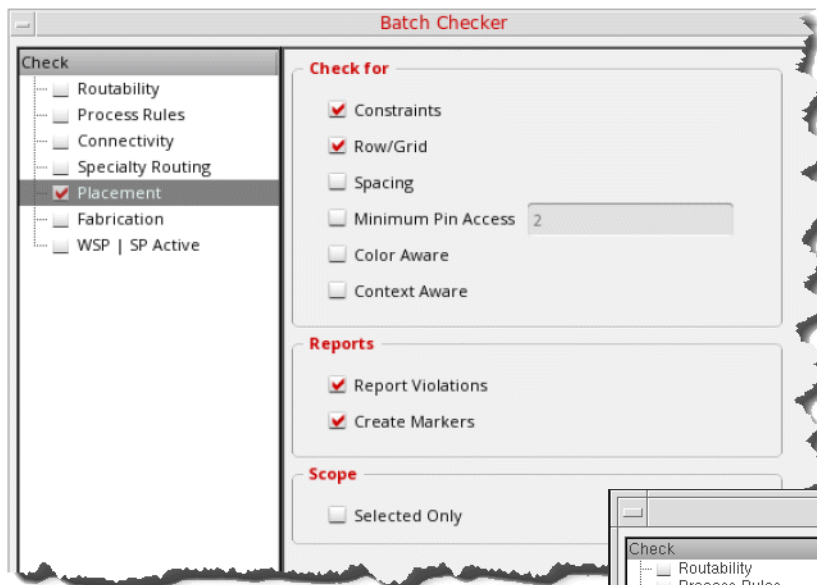 Batch Checker
Check
Routability
Process Rules
Connectivity
Specialty Routing
Placement
Fabrication
WSP | SP Active
Check for
Constraints
Row/Grid
Spacing
Minimum Pin Access 2
Color Aware
Context Aware
Reports
Report Violations
Create Markers
Scope
Selected Only
Check
Routability
Process Rules